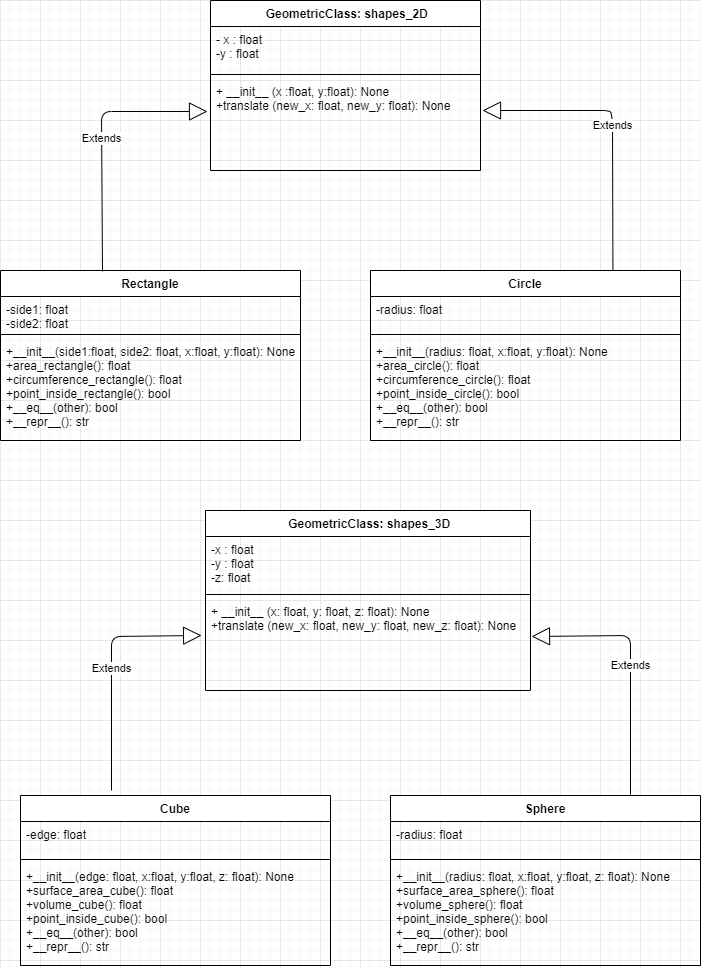 GeometricClass: shapes_2D
- x : float
-y : float
+ __init__ (x :float, y:float): None
+translate (new_x: float, new_y: float): None
Extends
Extends
Rectangle
-side1: float
-side2: float
+__init__(side1:float, side2: float, x:float, y:float): None
+area_rectangle(): float
+circumference_rectangle(): float
+point_inside_rectangle(): bool
+__eq__(other): bool
+__repr__(): str
Circle
-radius: float
+__init__(radius: float, x:float, y:float): None
+area_circle(): float
+circumference_circle(): float
+point_inside_circle(): bool
+__eq__(other): bool
+__repr__(): str
GeometricClass: shapes_3D
-x : float
-y : float
-z: float
+ __init__ (x: float, y: float, z: float): None
+translate (new_x: float, new_y: float, new_z: float): None
Extends
Extends
Cube
-edge: float
+__init__(edge: float, x:float, y:float, z: float): None
+surface_area_cube(): float
+volume_cube(): float
+point_inside_cube(): bool
+__eq__(other): bool
+__repr__(): str
Sphere
-radius: float
+__init__(radius: float, x:float, y:float, z: float): None
+surface_area_sphere(): float
+volume_sphere(): float
+point_inside_sphere(): bool
+__eq__(other): bool
+__repr__(): str